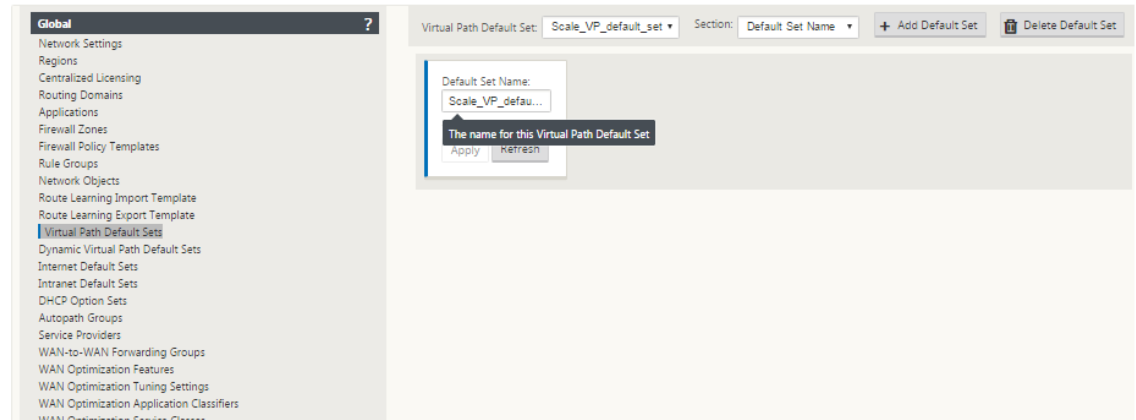 Global ?
Network Settings
Regions
Centralized Licensing
Routing Domains
Applications
Firewall Zones
Firewall Policy Templates
Rule Groups
Network Objects
Route Learning Import Template
Route Learning Export Template
Virtual Path Default Sets
Dynamic Virtual Path Default Sets
Internet Default Sets
Intranet Default Sets
DHCP Option Sets
Autopath Groups
Service Providers
WAN-to-WAN Forwarding Groups
WAN Optimization Features
WAN Optimization Tuning Settings
WAN Optimization Application Classifiers
WAN Optimization Service Classes
Virtual Path Default Set: Scale_VP_default_set Section: Default Set Name + Add Default Set Delete Default Set
Default Set Name:
Scale_VP_defau...
The name for this Virtual Path Default Set
Apply Refresh